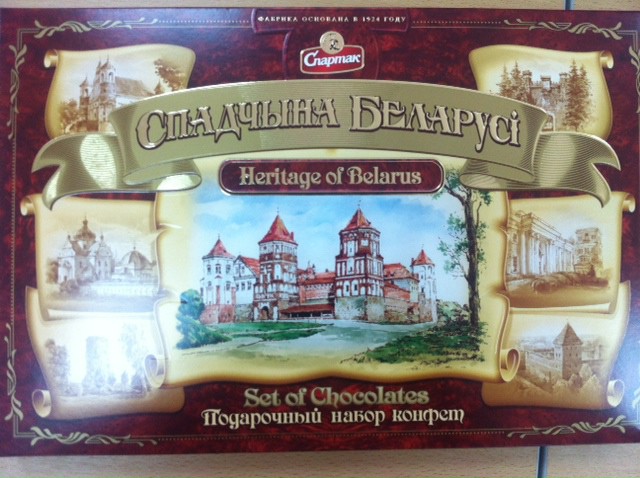 ФАБРИКА ОСНОВАНА В 1924 ГОДУ
Спартак
Спадчына Беларусі
Heritage of Belarus
Set of Chocolates
Подарочный набор конфет